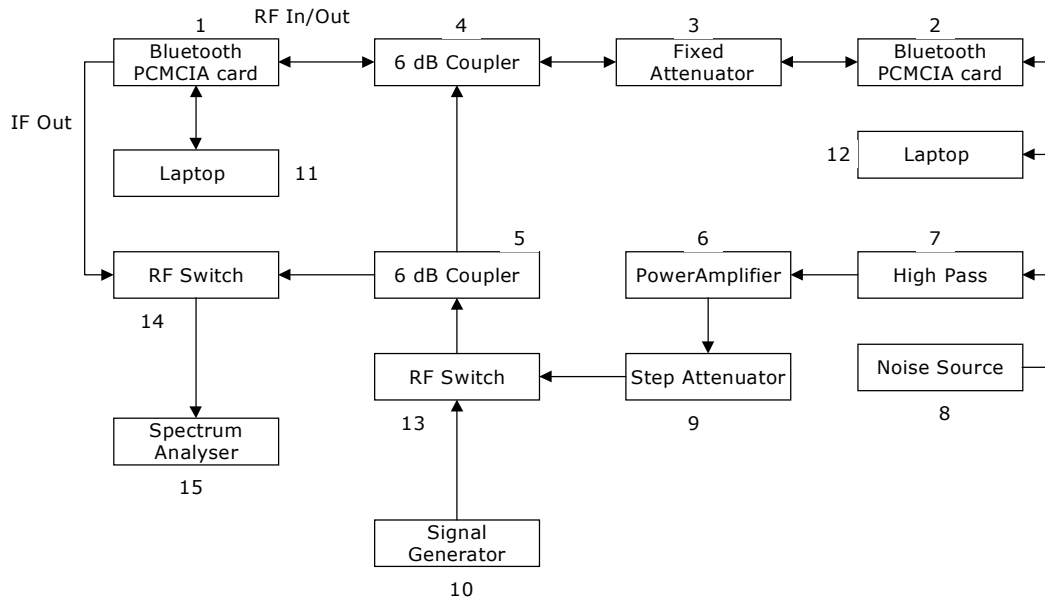 RF In/Out
1
4
3
2
Bluetooth
PCMCIA card
6 dB Coupler
Fixed
Attenuator
Bluetooth
PCMCIA card
IF Out
Laptop
11
12
Laptop
5
6
7
RF Switch
6 dB Coupler
PowerAmplifier
High Pass
14
RF Switch
Step Attenuator
Noise Source
13
9
8
Spectrum
Analyser
15
Signal
Generator
10